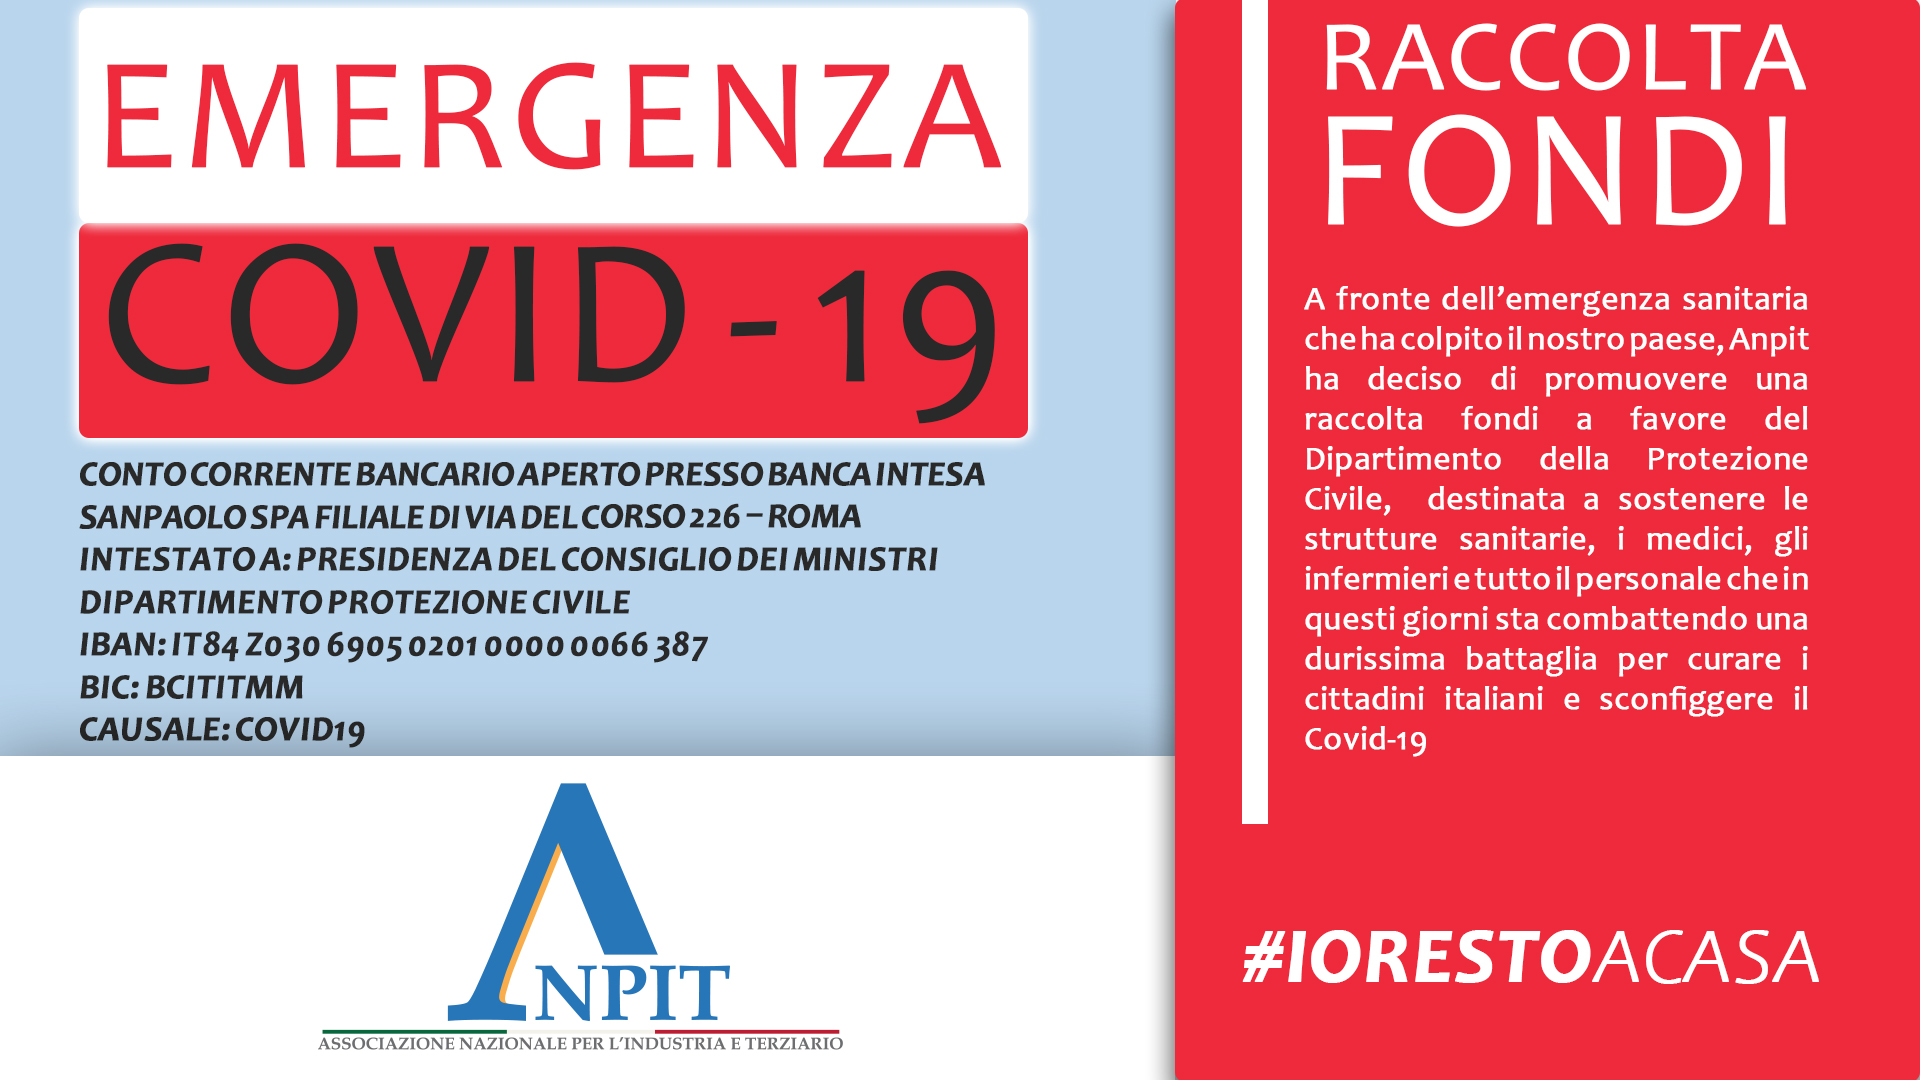 EMERGENZA
COVID - 19
CONTO CORRENTE BANCARIO APERTO PRESSO BANCA INTESA
SANPAOLO SPA FILIALE DI VIA DEL CORSO 226 – ROMA
INTESTATO A: PRESIDENZA DEL CONSIGLIO DEI MINISTRI
DIPARTIMENTO PROTEZIONE CIVILE
IBAN: IT84 Z030 6905 0201 0000 0066 387
BIC: BCITITMM
CAUSALE: COVID19
ANPIT
ASSOCIAZIONE NAZIONALE PER L'INDUSTRIA E TERZIARIO
RACCOLTA
FONDI
A fronte dell'emergenza sanitaria
che ha colpito il nostro paese, Anpit
ha deciso di promuovere una
raccolta fondi a favore del
Dipartimento della Protezione
Civile, destinata a sostenere le
strutture sanitarie, i medici, gli
infermieri e tutto il personale che in
questi giorni sta combattendo una
durissima battaglia per curare i
cittadini italiani e sconfiggere il
Covid-19
#IORESTOACASA